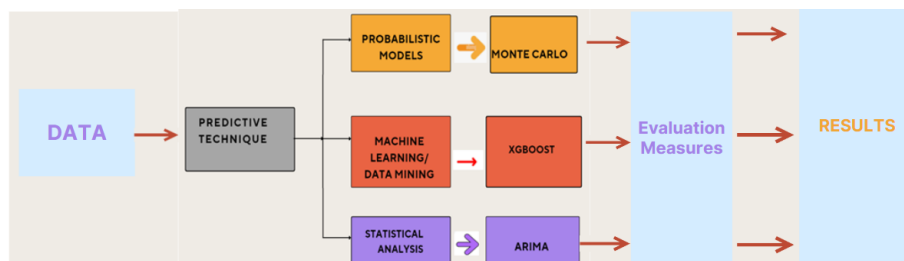 DATA
PREDICTIVE
TECHNIQUE
PROBABILISTIC
MODELS
MONTE CARLO
MACHINE
LEARNING/
DATA MINING
XGBOOST
STATISTICAL
ANALYSIS
ARIMA
Evaluation
Measures
RESULTS